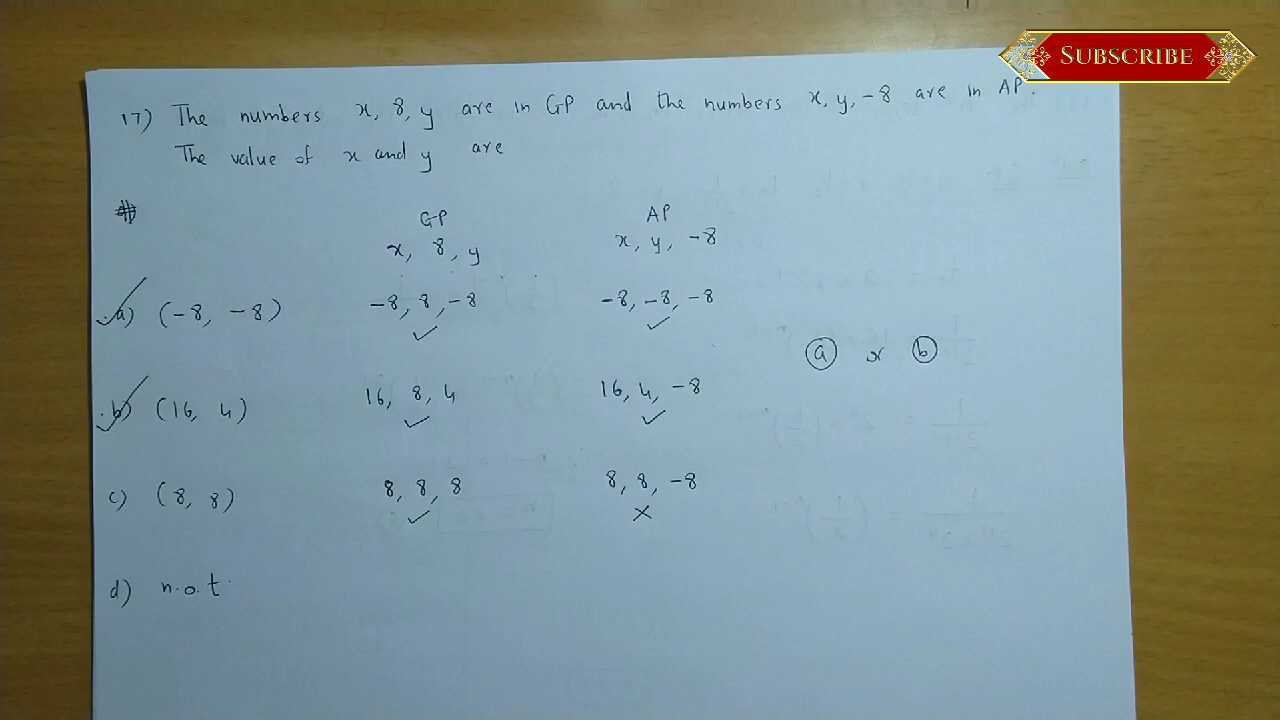 SUBSCRIBE
17) The numbers x, 8, y are in GP and the numbers x, y, -8 are in AP.
The value of x and y are
GP AP
x, 8, y x, y, -8
a) (-8, -8) -8, 8, -8 -8, -8, -8
a or b
b) (16, 4) 16, 8, 4 16, 4, -8
c) (8, 8) 8, 8, 8 8, 8, -8
d) n.o.t.